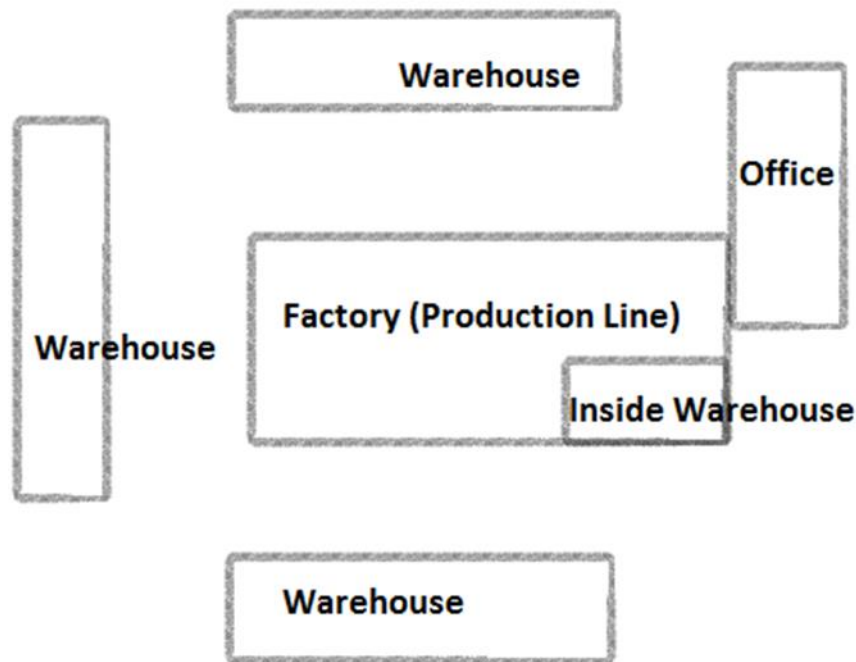 Warehouse
Office
Factory (Production Line)
Warehouse
Inside Warehouse
Warehouse